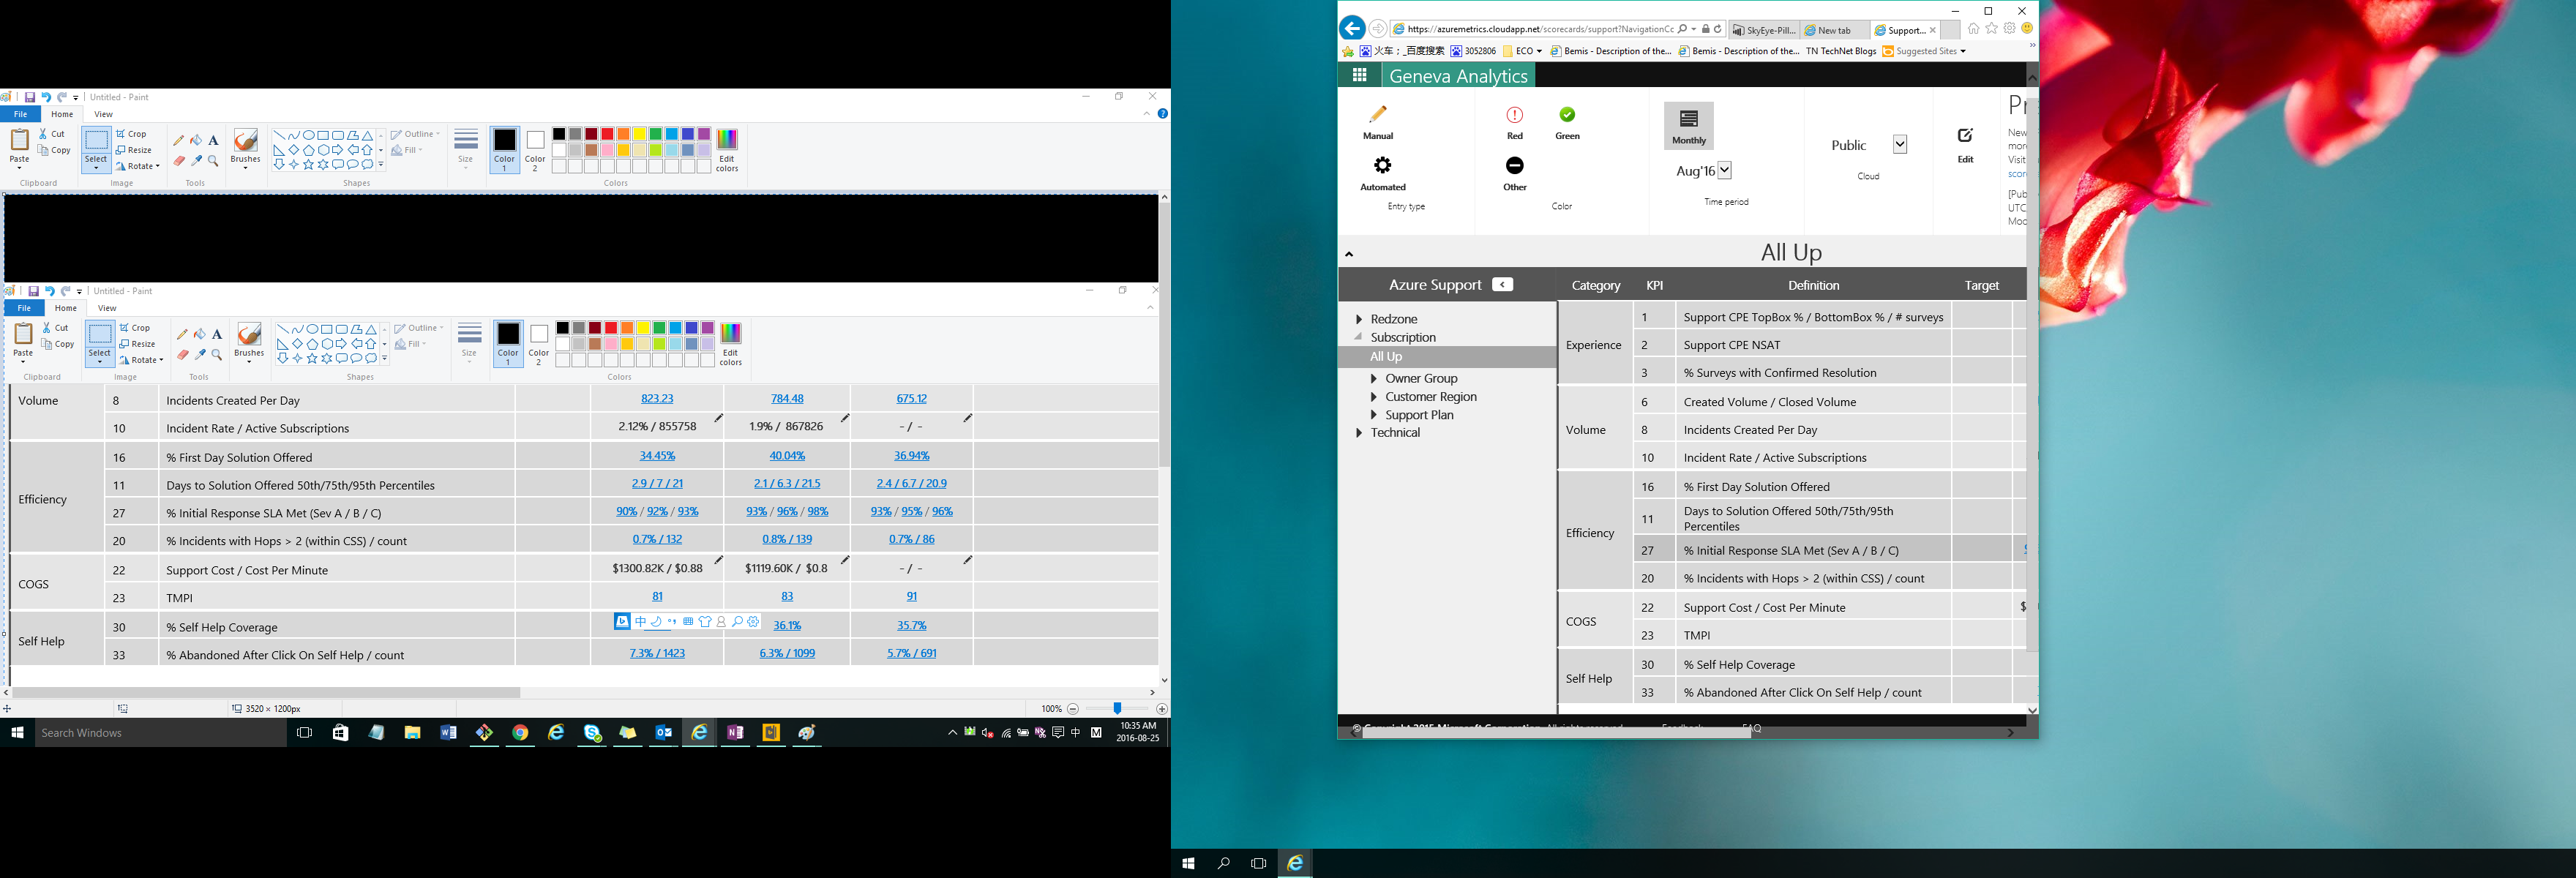 Untitled - Paint
File Home View
Paste
Cut
Copy
Clipboard
Select
Crop
Resize
Rotate
Image
Tools
Brushes
Shapes
Outline
Fill
Size
Color 1
Color 2
Edit colors
Colors
Untitled - Paint
File Home View
Paste
Cut
Copy
Clipboard
Select
Crop
Resize
Rotate
Image
Tools
Brushes
Shapes
Outline
Fill
Size
Color 1
Color 2
Edit colors
Colors
Volume 8 Incidents Created Per Day 823.23 784.48 675.12
10 Incident Rate / Active Subscriptions 2.12% / 855758 1.9% / 867826 - / -
Efficiency
16 % First Day Solution Offered 34.45% 40.04% 36.94%
11 Days to Solution Offered 50th/75th/95th Percentiles 2.9 / 7 / 21 2.1 / 6.3 / 21.5 2.4 / 6.7 / 20.9
27 % Initial Response SLA Met (Sev A / B / C) 90% / 92% / 93% 93% / 96% / 98% 93% / 95% / 96%
20 % Incidents with Hops > 2 (within CSS) / count 0.7% / 132 0.8% / 139 0.7% / 86
COGS
22 Support Cost / Cost Per Minute $1300.82K / $0.88 $1119.60K / $0.8 - / -
23 TMPI 81 83 91
Self Help
30 % Self Help Coverage 中 36.1% 35.7%
33 % Abandoned After Click On Self Help / count 7.3% / 1423 6.3% / 1099 5.7% / 691
3520 × 1200px
100%
Search Windows
中 M
10:35 AM
2016-08-25
https://azuremetrics.cloudapp.net/scorecards/support?NavigationCc
SkyEye-Pill...
New tab
Support...
火车；_百度搜索 3052806 ECO Bemis - Description of the... Bemis - Description of the... TN TechNet Blogs Suggested Sites
Geneva Analytics
Manual
Automated
Entry type
Red
Green
Other
Color
Monthly
Aug'16
Time period
Public
Cloud
Edit
Pr
New
more
Visit
score
[Pub
UTC
Moc
All Up
Azure Support
Redzone
Subscription
All Up
Owner Group
Customer Region
Support Plan
Technical
Category KPI Definition Target
Experience
1 Support CPE TopBox % / BottomBox % / # surveys
2 Support CPE NSAT
3 % Surveys with Confirmed Resolution
Volume
6 Created Volume / Closed Volume
8 Incidents Created Per Day
10 Incident Rate / Active Subscriptions
Efficiency
16 % First Day Solution Offered
11 Days to Solution Offered 50th/75th/95th
Percentiles
27 % Initial Response SLA Met (Sev A / B / C)
20 % Incidents with Hops > 2 (within CSS) / count
COGS
22 Support Cost / Cost Per Minute $
23 TMPI
Self Help
30 % Self Help Coverage
33 % Abandoned After Click On Self Help / count
© Copyright 2015 Microsoft Corporation. All rights reserved. Feedback FAQ